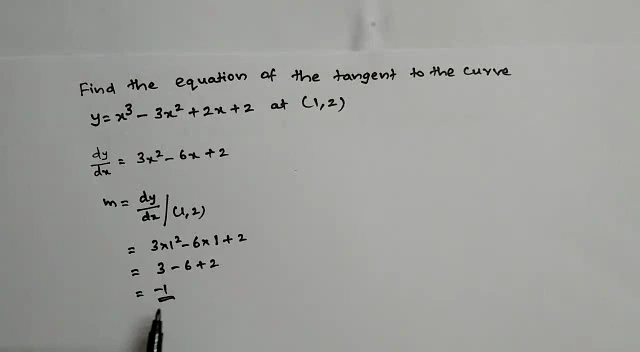 Find the equation of the tangent to the curve
y = x³ - 3x² + 2x + 2 at (1,2)
dy/dx = 3x² - 6x + 2
m = dy/dx | (1,2)
= 3×1² - 6×1 + 2
= 3 - 6 + 2
= -1